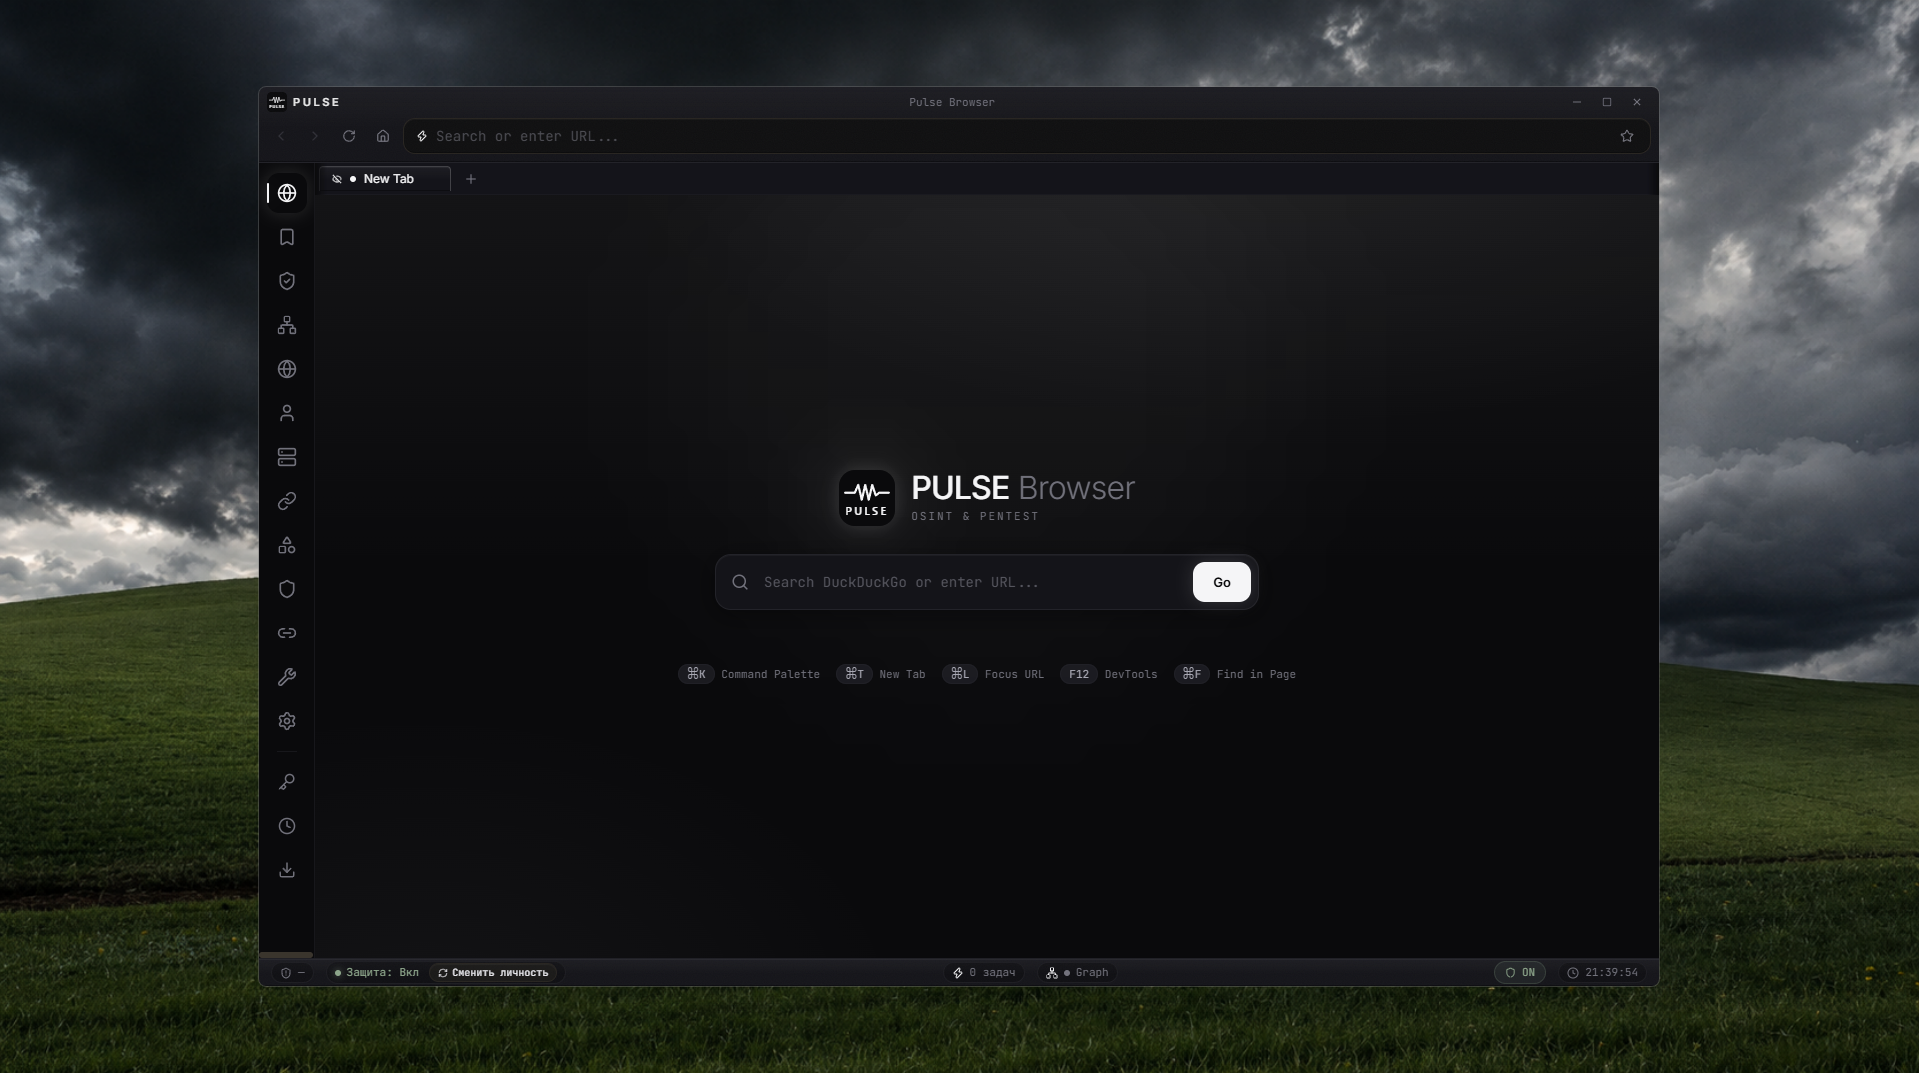 PULSE
PULSE
Pulse Browser
Search or enter URL...
New Tab
PULSE
PULSE Browser
OSINT & PENTEST
Search DuckDuckGo or enter URL...
Go
⌘K Command Palette ⌘T New Tab ⌘L Focus URL F12 DevTools ⌘F Find in Page
— Защита: Вкл Сменить личность 0 задач Graph ON 21:39:54